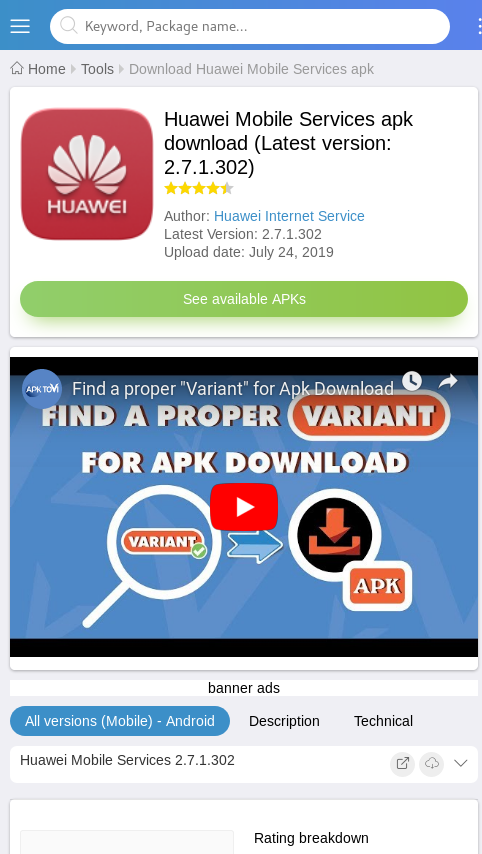 Keyword, Package name...
Home Tools Download Huawei Mobile Services apk
HUAWEI
Huawei Mobile Services apk
download (Latest version:
2.7.1.302)
Author: Huawei Internet Service
Latest Version: 2.7.1.302
Upload date: July 24, 2019
See available APKs
Find a proper "Variant" for Apk Download
FIND A PROPER VARIANT
FOR APK DOWNLOAD
VARIANT
APK
banner ads
All versions (Mobile) - Android Description Technical
Huawei Mobile Services 2.7.1.302
Rating breakdown